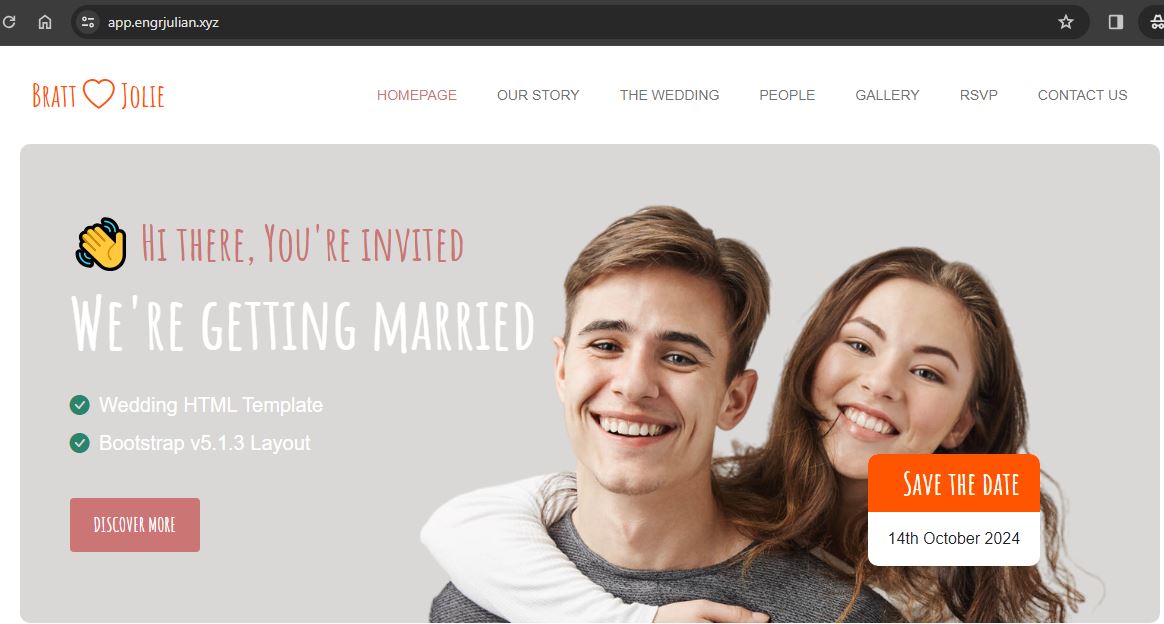 app.engrjulian.xyz
Bratt Jolie
HOMEPAGE OUR STORY THE WEDDING PEOPLE GALLERY RSVP CONTACT US
Hi there, You're invited
We're getting married
Wedding HTML Template
Bootstrap v5.1.3 Layout
DISCOVER MORE
Save the date
14th October 2024